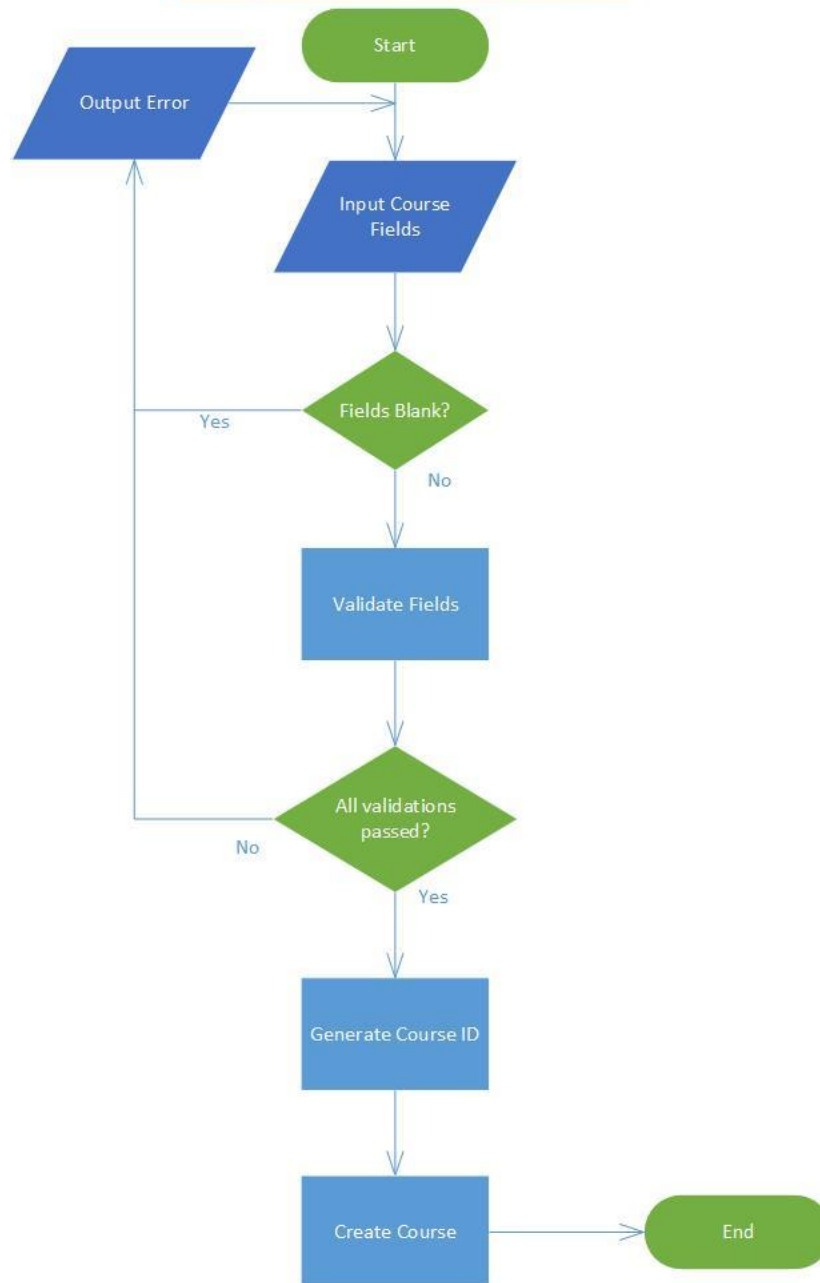 Start
Output Error
Input Course
Fields
Fields Blank?
Yes
No
Validate Fields
All validations
passed?
No
Yes
Generate Course ID
Create Course
End